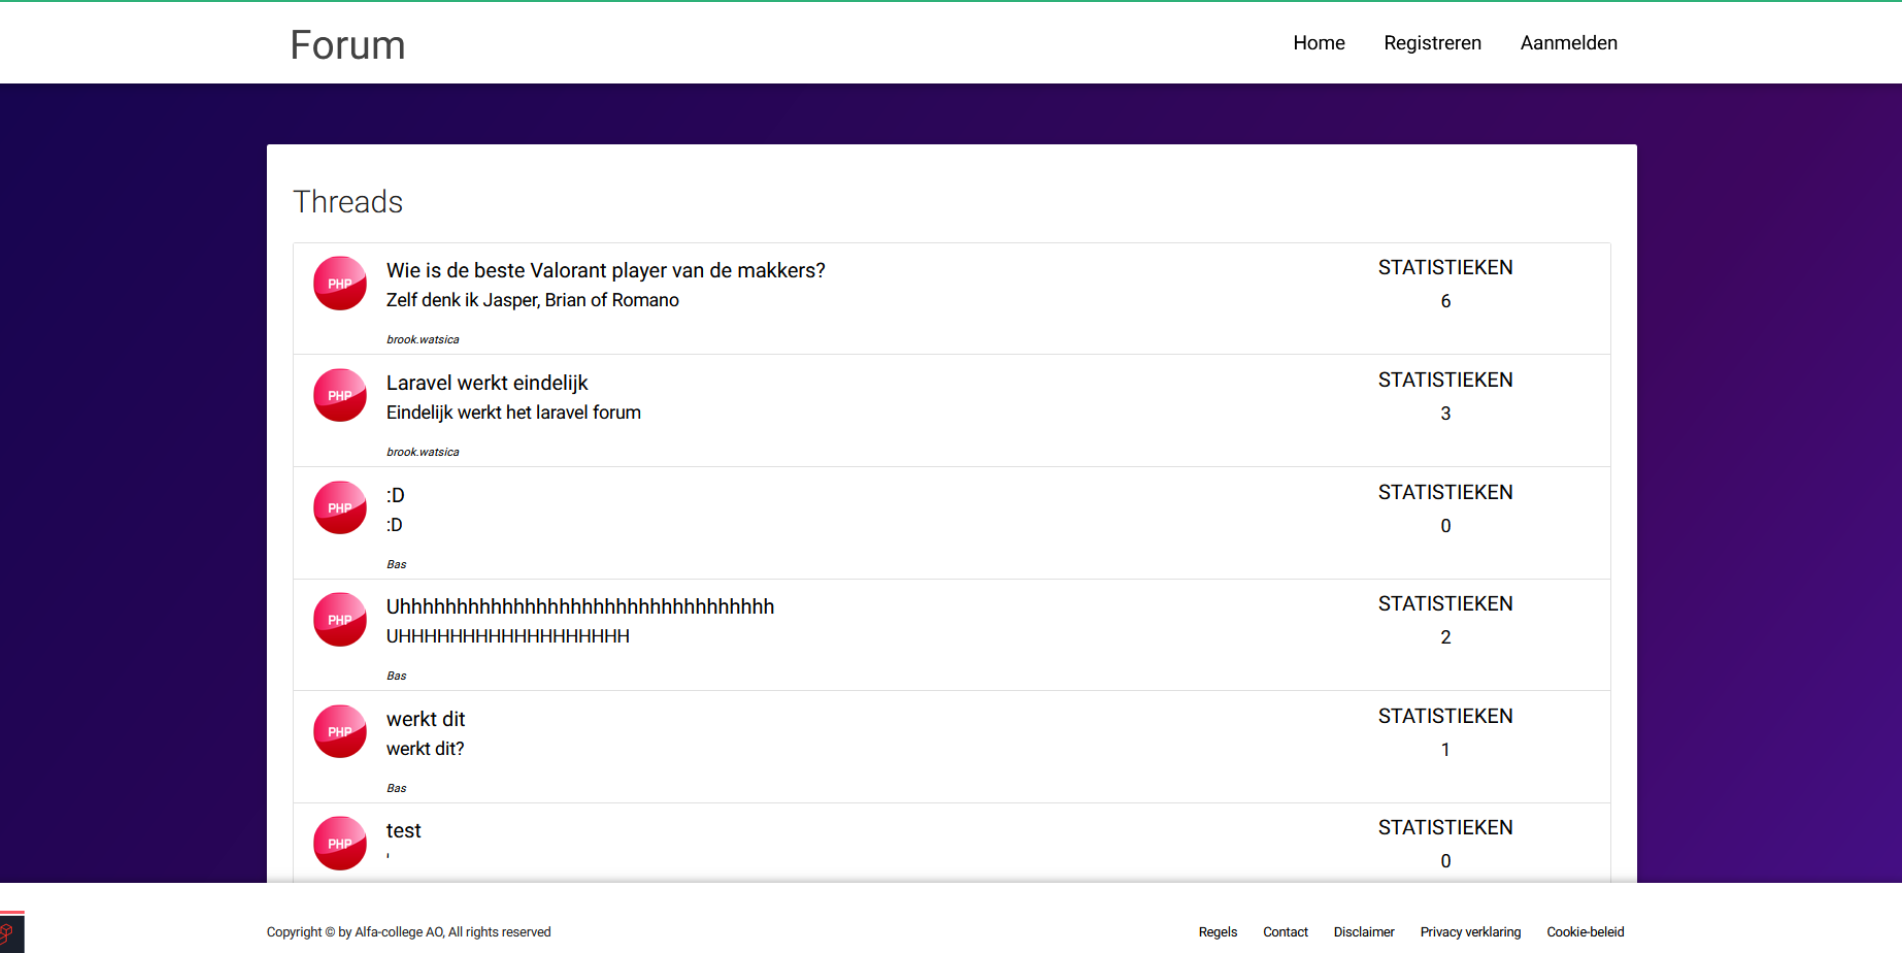 Forum
Home Registreren Aanmelden
Threads
PHP
Wie is de beste Valorant player van de makkers?
Zelf denk ik Jasper, Brian of Romano
brook.watsica
STATISTIEKEN
6
PHP
Laravel werkt eindelijk
Eindelijk werkt het laravel forum
brook.watsica
STATISTIEKEN
3
PHP
:D
:D
Bas
STATISTIEKEN
0
PHP
Uhhhhhhhhhhhhhhhhhhhhhhhhhhhhhhhhh
UHHHHHHHHHHHHHHHHHH
Bas
STATISTIEKEN
2
PHP
werkt dit
werkt dit?
Bas
STATISTIEKEN
1
PHP
test
'
STATISTIEKEN
0
Copyright © by Alfa-college AO, All rights reserved
Regels Contact Disclaimer Privacy verklaring Cookie-beleid